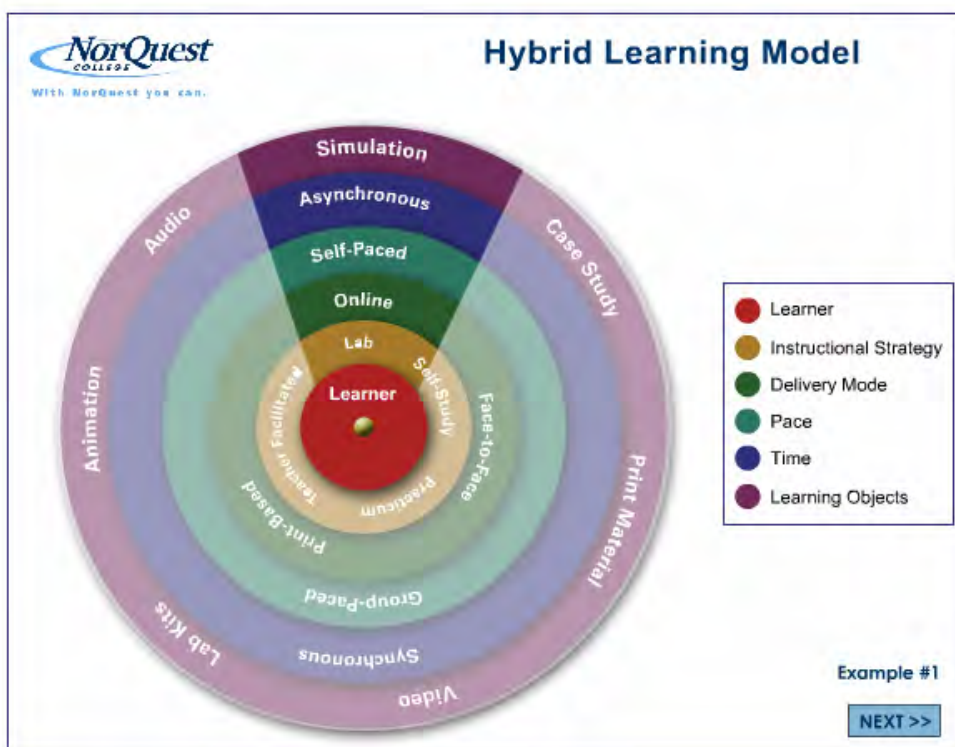 NorQuest
COLLEGE
With NorQuest you can.
Hybrid Learning Model
Simulation
Asynchronous
Self-Paced
Online
Lab
Learner
Audio
Case Study
Animation
Teacher Facilitated
Self-Study
Face-to-Face
Practicum
Print-Based
Print Material
Group-Paced
Lab Kits
Synchronous
Video
Learner
Instructional Strategy
Delivery Mode
Pace
Time
Learning Objects
Example #1
NEXT >>